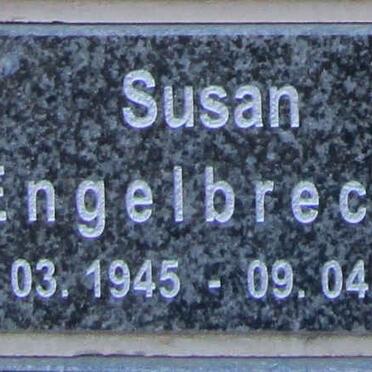 Susan
Engelbrec
03. 1945 - 09. 04